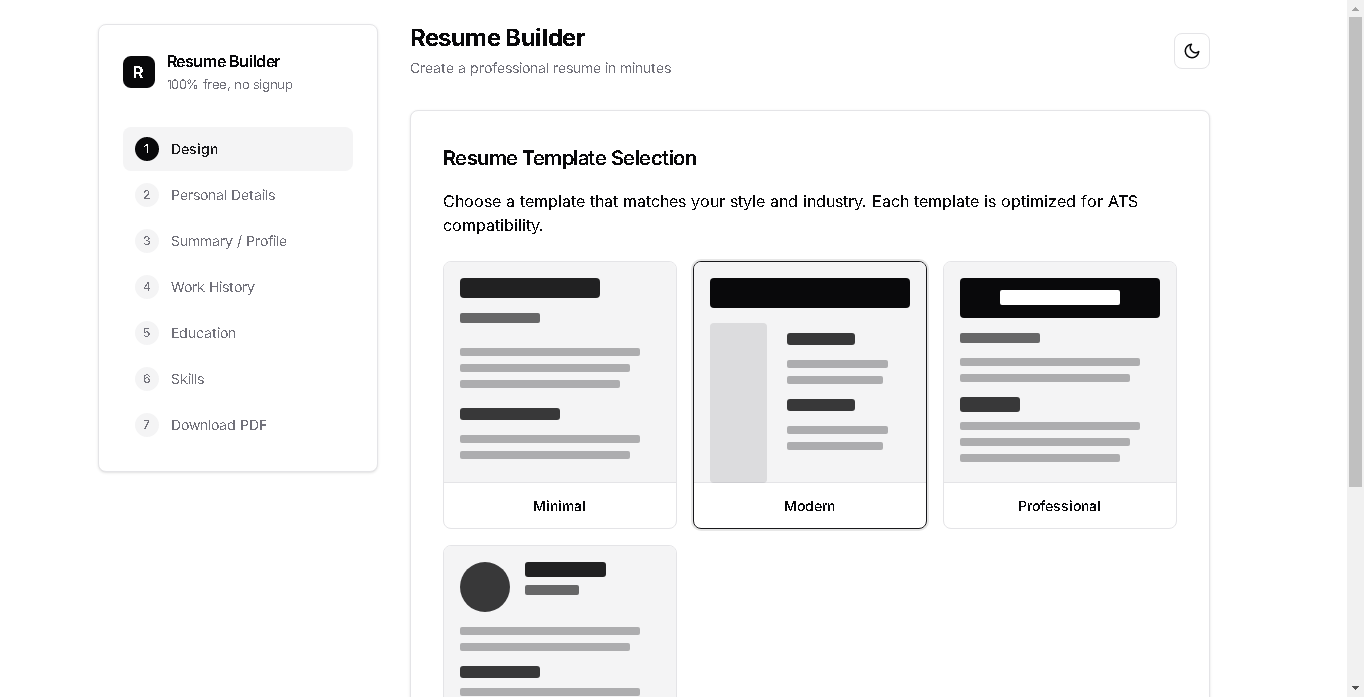 R
Resume Builder
100% free, no signup
1 Design
2 Personal Details
3 Summary / Profile
4 Work History
5 Education
6 Skills
7 Download PDF
Resume Builder
Create a professional resume in minutes
Resume Template Selection
Choose a template that matches your style and industry. Each template is optimized for ATS
compatibility.
Minimal
Modern
Professional